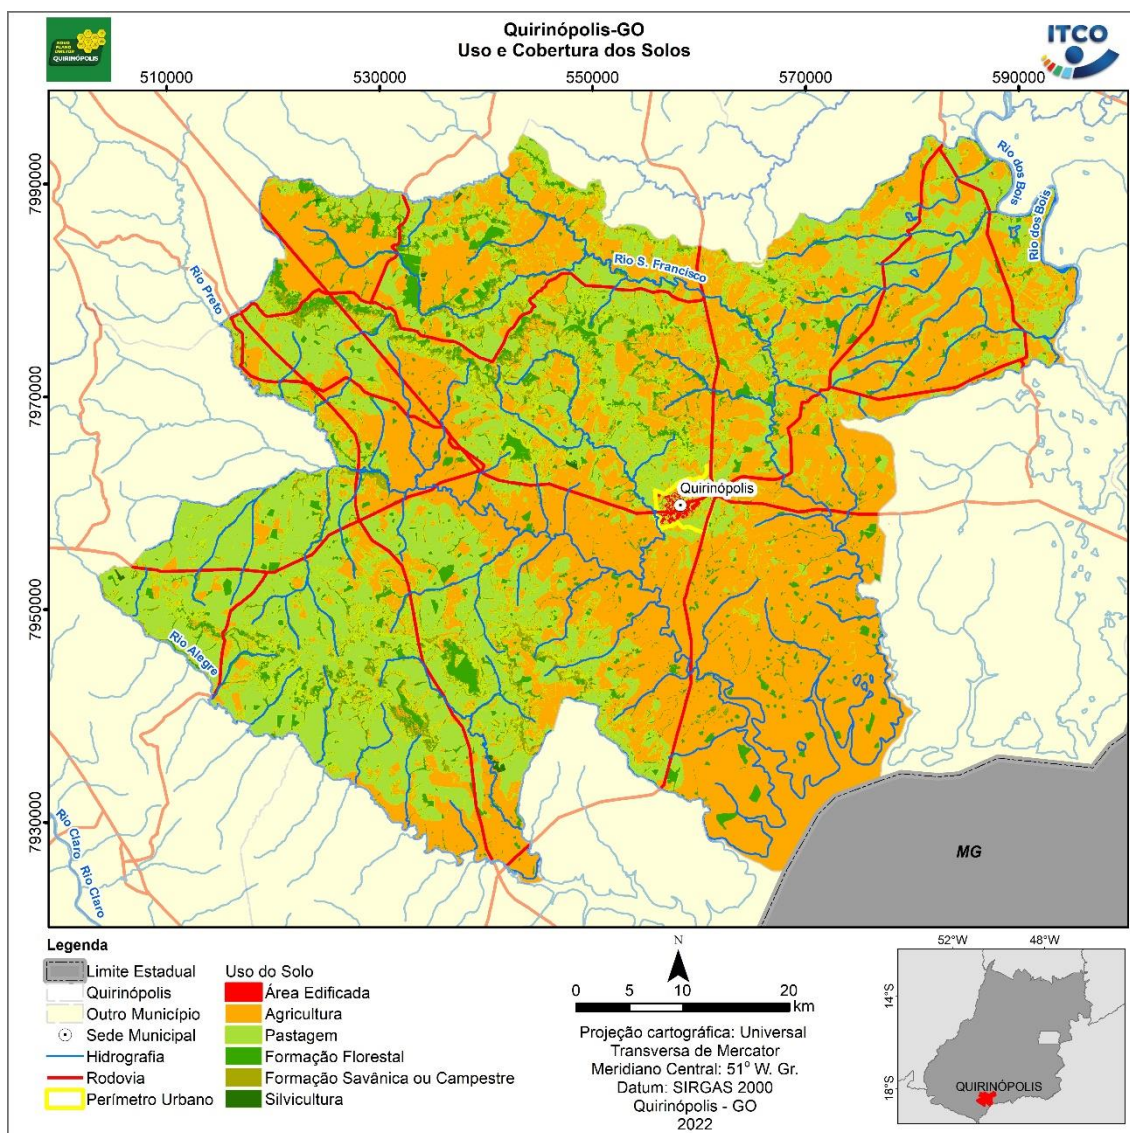 Quirinópolis-GO
Uso e Cobertura dos Solos
QUIRINÓPOLIS
ITCO
510000
530000
550000
570000
590000
7990000
7970000
7950000
7930000
Rio dos Bois
Rio dos Bois
Rio S. Francisco
Rio Preto
Quirinópolis
Rio Alegre
Rio Claro
Rio Claro
MG
Legenda
Limite Estadual
Quirinópolis
Outro Município
Sede Municipal
Hidrografia
Rodovia
Perímetro Urbano
Uso do Solo
Área Edificada
Agricultura
Pastagem
Formação Florestal
Formação Savânica ou Campestre
Silvicultura
N
0 5 10 20
km
Projeção cartográfica: Universal
Transversa de Mercator
Meridiano Central: 51° W. Gr.
Datum: SIRGAS 2000
Quirinópolis - GO
2022
52°W
48°W
14°S
18°S
QUIRINÓPOLIS